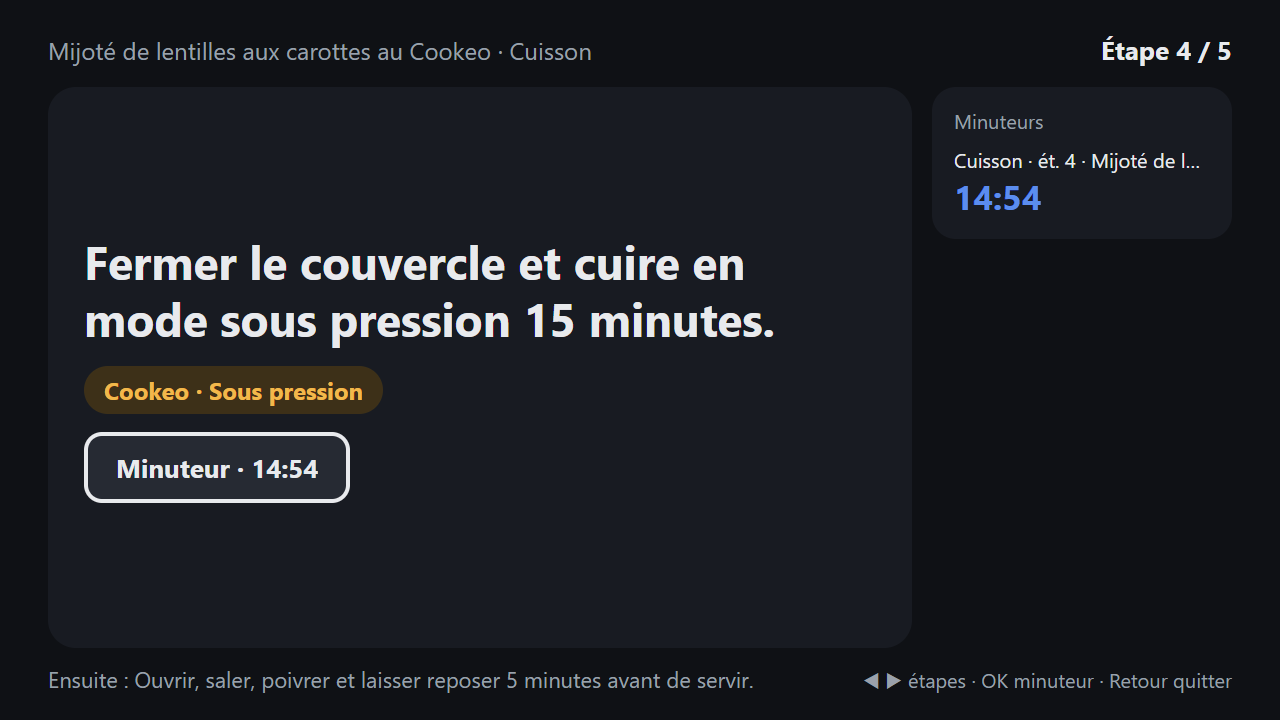 Mijoté de lentilles aux carottes au Cookeo · Cuisson
Étape 4 / 5
Fermer le couvercle et cuire en
mode sous pression 15 minutes.
Cookeo · Sous pression
Minuteur · 14:54
Minuteurs
Cuisson · ét. 4 · Mijoté de l...
14:54
Ensuite : Ouvrir, saler, poivrer et laisser reposer 5 minutes avant de servir.
◀ ▶ étapes · OK minuteur · Retour quitter